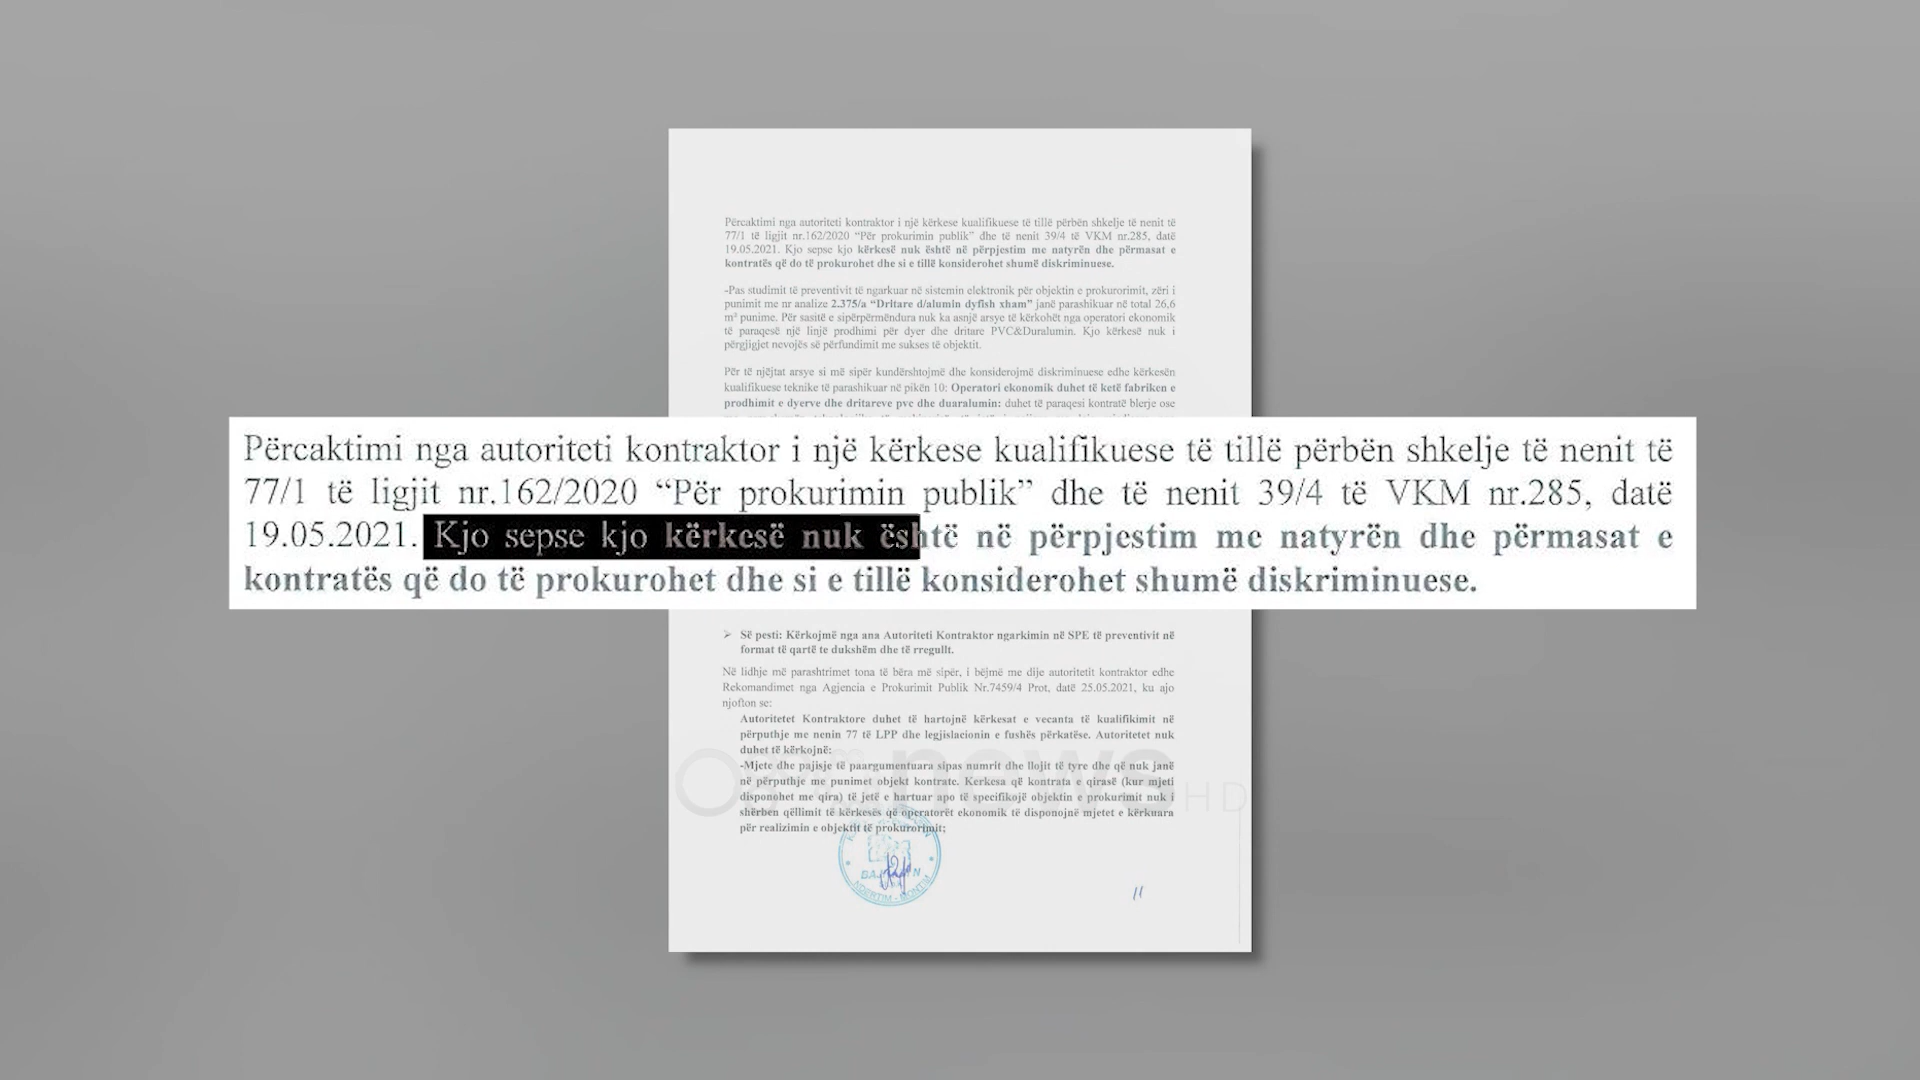 Përcaktimi nga autoriteti kontraktor i një kërkese kualifikuese të tillë përbën shkelje të nenit të
77/1 të ligjit nr.162/2020 “Për prokurimin publik” dhe të nenit 39/4 të VKM nr.285, datë
19.05.2021. Kjo sepse kjo kërkesë nuk është në përpjestim me natyrën dhe përmasat e
kontratës që do të prokurohet dhe si e tillë konsiderohet shumë diskriminuese.
-Pas studimit të preventivit të ngarkuar në sistemin elektronik për objektin e prokurorimit, zëri i
punimit me nr analize 2.375/a “Dritare d/alumin dyfish xham” janë parashikuar në total 26,6
m² punime. Për sasitë e sipërpërmëndura nuk ka asnjë arsye të kërkohët nga operatori ekonomik
të paraqesë një linjë prodhimi për dyer dhe dritare PVC&Duralumin. Kjo kërkesë nuk i
përgjigjet nevojës së përfundimit me sukses të objektit.
Për të njëjtat arsye si më sipër kundërshtojmë dhe konsiderojmë diskriminuese edhe kërkesën
kualifikuese teknike të parashikuar në pikën 10: Operatori ekonomik duhet të ketë fabriken e
prodhimit e dyerve dhe dritareve pvc dhe duaralumin: duhet të paraqesi kontratë blerje ose
Përcaktimi nga autoriteti kontraktor i një kërkese kualifikuese të tillë përbën shkelje të nenit të
77/1 të ligjit nr.162/2020 “Për prokurimin publik” dhe të nenit 39/4 të VKM nr.285, datë
19.05.2021. Kjo sepse kjo kërkesë nuk është në përpjestim me natyrën dhe përmasat e
kontratës që do të prokurohet dhe si e tillë konsiderohet shumë diskriminuese.
➢ Së pesti: Kërkojmë nga ana Autoriteti Kontraktor ngarkimin në SPE të preventivit në
format të qartë te dukshëm dhe të rregullt.
Në lidhje më parashtrimet tona të bëra më sipër, i bëjmë me dije autoritetit kontraktor edhe
Rekomandimet nga Agjencia e Prokurimit Publik Nr.7459/4 Prot, datë 25.05.2021, ku ajo
njofton se:
Autoritetet Kontraktore duhet të hartojnë kërkesat e vecanta të kualifikimit në
përputhje me nenin 77 të LPP dhe legjislacionin e fushës përkatëse. Autoritetet nuk
duhet të kërkojnë:
-Mjete dhe pajisje të paargumentuara sipas numrit dhe llojit të tyre dhe që nuk janë
në përputhje me punimet objekt kontrate. Kerkesa që kontrata e qirasë (kur mjeti
disponohet me qira) të jetë e hartuar apo të specifikojë objektin e prokurimit nuk i
shërben qëllimit të kërkesës që operatorët ekonomik të disponojnë mjetet e kërkuara
për realizimin e objektit të prokurorimit;
news HD
NDËRTIM - MONTIM
11